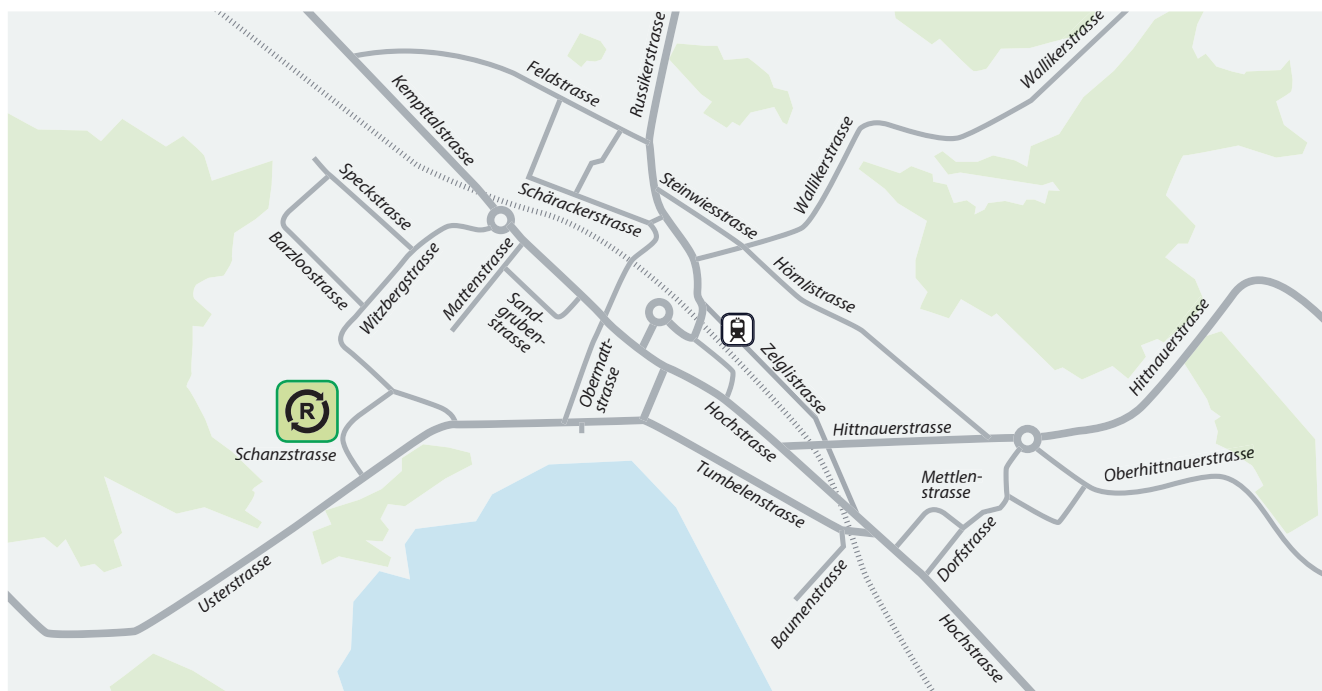 Wallikerstrasse
Feldstrasse
Russikerstrasse
Kempttalstrasse
Wallikerstrasse
Speckstrasse
Schärackerstrasse
Steinwiesstrasse
Barzloostrasse
Witzbergstrasse
Mattenstrasse
Sand-
gruben-
strasse
Hörnlistrasse
Hittnauerstrasse
Obermatt-
strasse
Zelglistrasse
R
Schanzstrasse
Hochstrasse
Hittnauerstrasse
Tumbelenstrasse
Mettlen-
strasse
Oberhittnauerstrasse
Usterstrasse
Dorfstrasse
Baumenstrasse
Hochstrasse